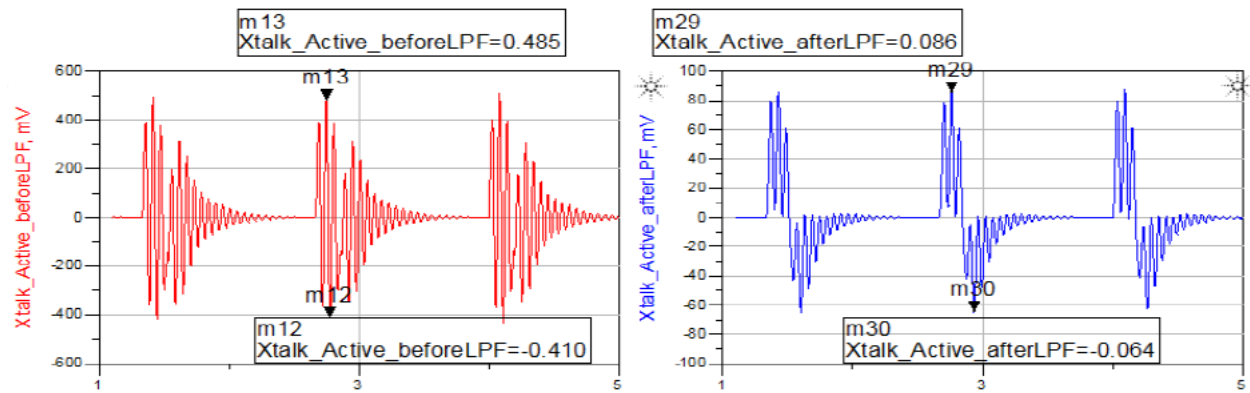 m13
Xtalk_Active_beforeLPF=0.485
m29
Xtalk_Active_afterLPF=0.086
Xtalk_Active_beforeLPF, mV
600
400
200
0
-200
-400
-600
m13
m12
m12
Xtalk_Active_beforeLPF=-0.410
1
3
5
Xtalk_Active_afterLPF, mV
100
80
60
40
20
0
-20
-40
-60
-80
-100
m29
m30
m30
Xtalk_Active_afterLPF=-0.064
1
3
5